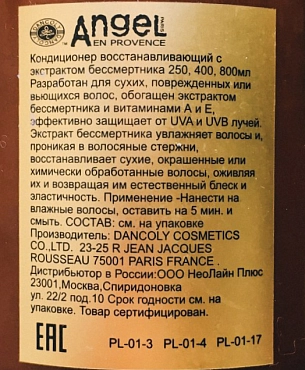 DANCOLY
Angel
PARIS
EN PROVENCE
Кондиционер восстанавливающий с
экстрактом бессмертника 250, 400, 800мл
Разработан для сухих, поврежденных или
вьющихся волос, обогащен экстрактом
бессмертника и витаминами А и Е,
эффективно защищает от UVA и UVB лучей.
Экстракт бессмертника увлажняет волосы и,
проникая в волосяные стержни,
восстанавливает сухие, окрашенные или
химически обработанные волосы, оживляя
их и возвращая им естественный блеск и
эластичность. Применение -Нанести на
влажные волосы, оставить на 5 мин. и
смыть. СОСТАВ: см. на упаковке
Производитель: DANCOLY COSMETICS
CO.,LTD. 23-25 R JEAN JACQUES
ROUSSEAU 75001 PARIS FRANCE .
Дистрибьютор в России:ООО НеоЛайн Плюс
23001,Москва,Спиридоновка
ул. 22/2 под.10 Срок годности см. на
упаковке. Товар сертифицирован.
EAC PL-01-3 PL-01-4 PL-01-17